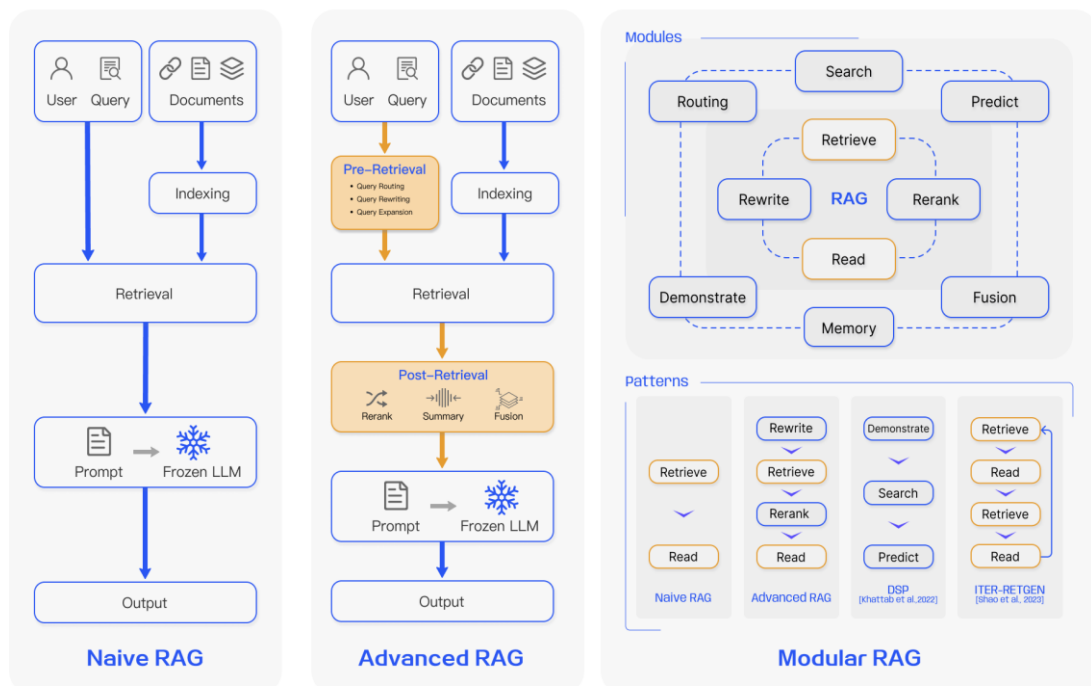 User Query
Documents
Indexing
Retrieval
Prompt
Frozen LLM
Output
Naive RAG
User Query
Documents
Pre-Retrieval
• Query Routing
• Query Rewriting
• Query Expansion
Indexing
Retrieval
Post-Retrieval
Rerank
Summary
Fusion
Prompt
Frozen LLM
Output
Advanced RAG
Modules
Search
Routing
Predict
Retrieve
Rewrite
RAG
Rerank
Read
Demonstrate
Fusion
Memory
Patterns
Retrieve
Read
Naive RAG
Rewrite
Retrieve
Rerank
Read
Advanced RAG
Demonstrate
Search
Predict
DSP
[Khattab et al.,2022]
Retrieve
Read
Retrieve
Read
ITER-RETGEN
[Shao et al., 2023]
Modular RAG